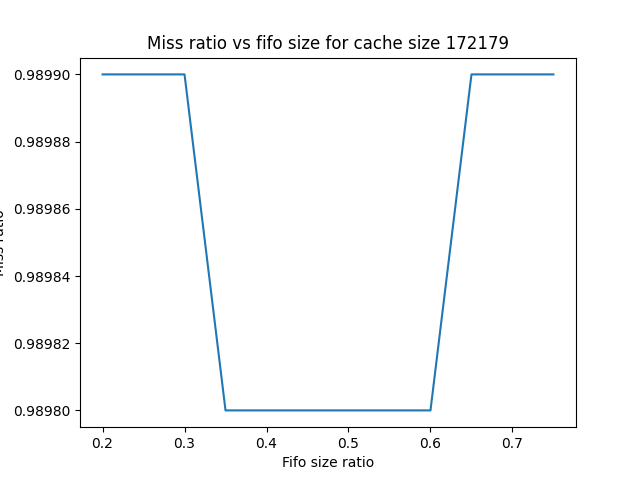 Miss ratio vs fifo size for cache size 172179
0.98990
0.98988
0.98986
0.98984
0.98982
0.98980
Miss ratio
0.2 0.3 0.4 0.5 0.6 0.7
Fifo size ratio